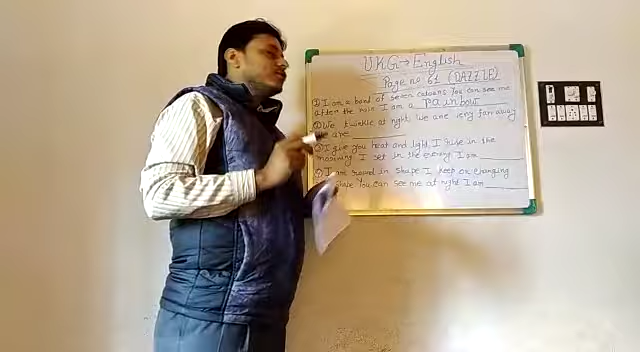 UKG → English
Page no 61 (DAZZLE)
① I am a band of seven colours You can see me
after the rain I am a rainbow
② We twinkle at night we are very far away
we are ________
③ I give you heat and light I rise in the
morning I set in the evening I am ________
④ I am round in shape I keep on changing
shape You can see me at night I am ________